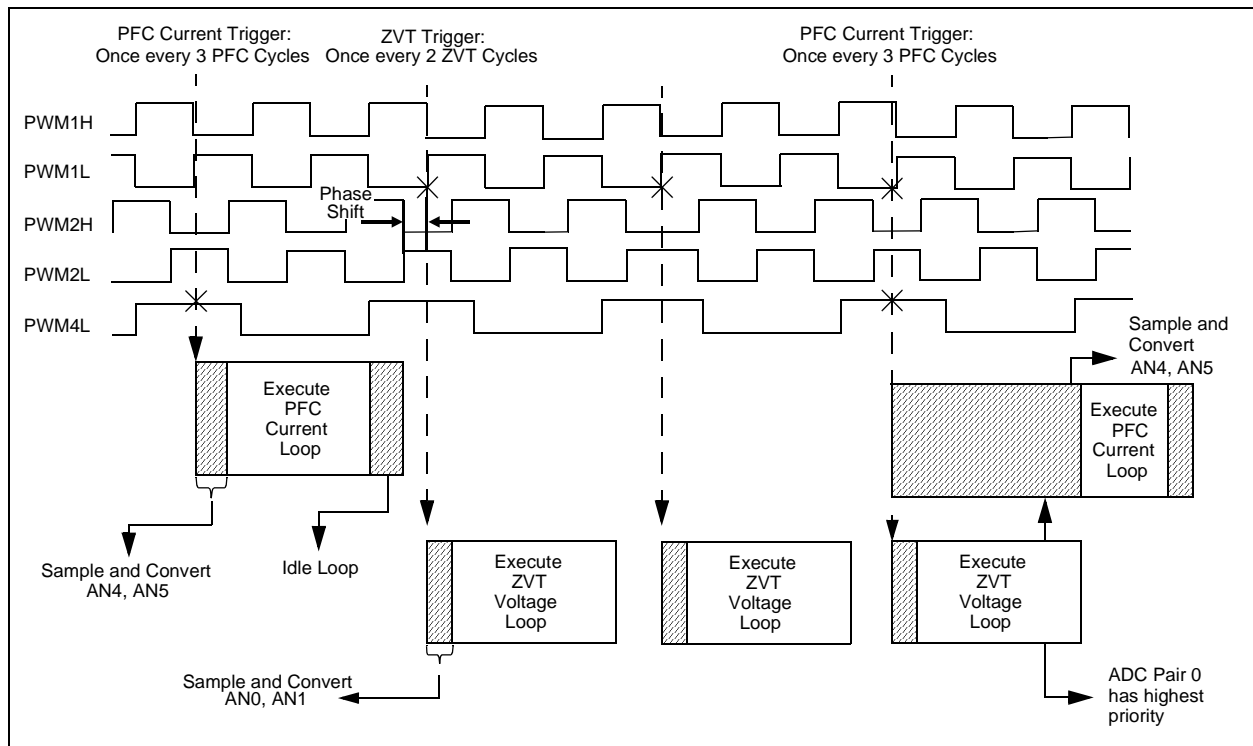 PFC Current Trigger:
Once every 3 PFC Cycles
ZVT Trigger:
Once every 2 ZVT Cycles
PFC Current Trigger:
Once every 3 PFC Cycles
PWM1H
PWM1L
Phase
Shift
PWM2H
PWM2L
PWM4L
Sample and
Convert
AN4, AN5
Execute
PFC
Current
Loop
Execute
PFC
Current
Loop
Sample and Convert
AN4, AN5
Idle Loop
Execute
ZVT
Voltage
Loop
Execute
ZVT
Voltage
Loop
Execute
ZVT
Voltage
Loop
Sample and Convert
AN0, AN1
ADC Pair 0
has highest
priority